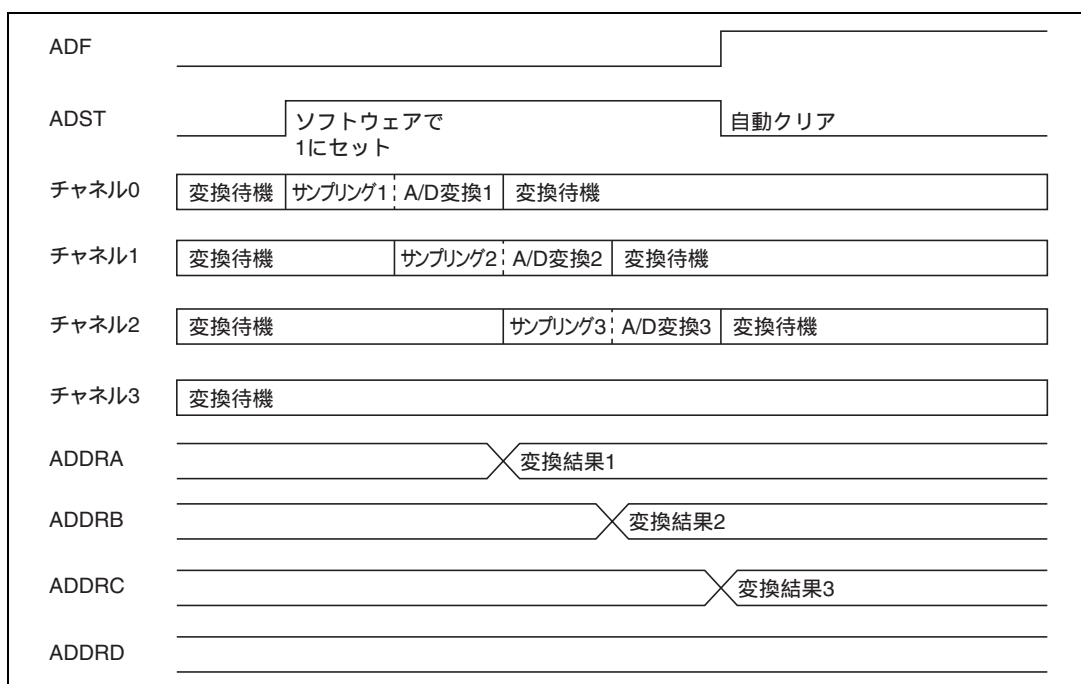 ADF
ADST
ソフトウェアで
1にセット
自動クリア
チャネル0
変換待機
サンプリング1
A/D変換1
変換待機
チャネル1
変換待機
サンプリング2
A/D変換2
変換待機
チャネル2
変換待機
サンプリング3
A/D変換3
変換待機
チャネル3
変換待機
ADDRA
変換結果1
ADDRB
変換結果2
ADDRC
変換結果3
ADDRD